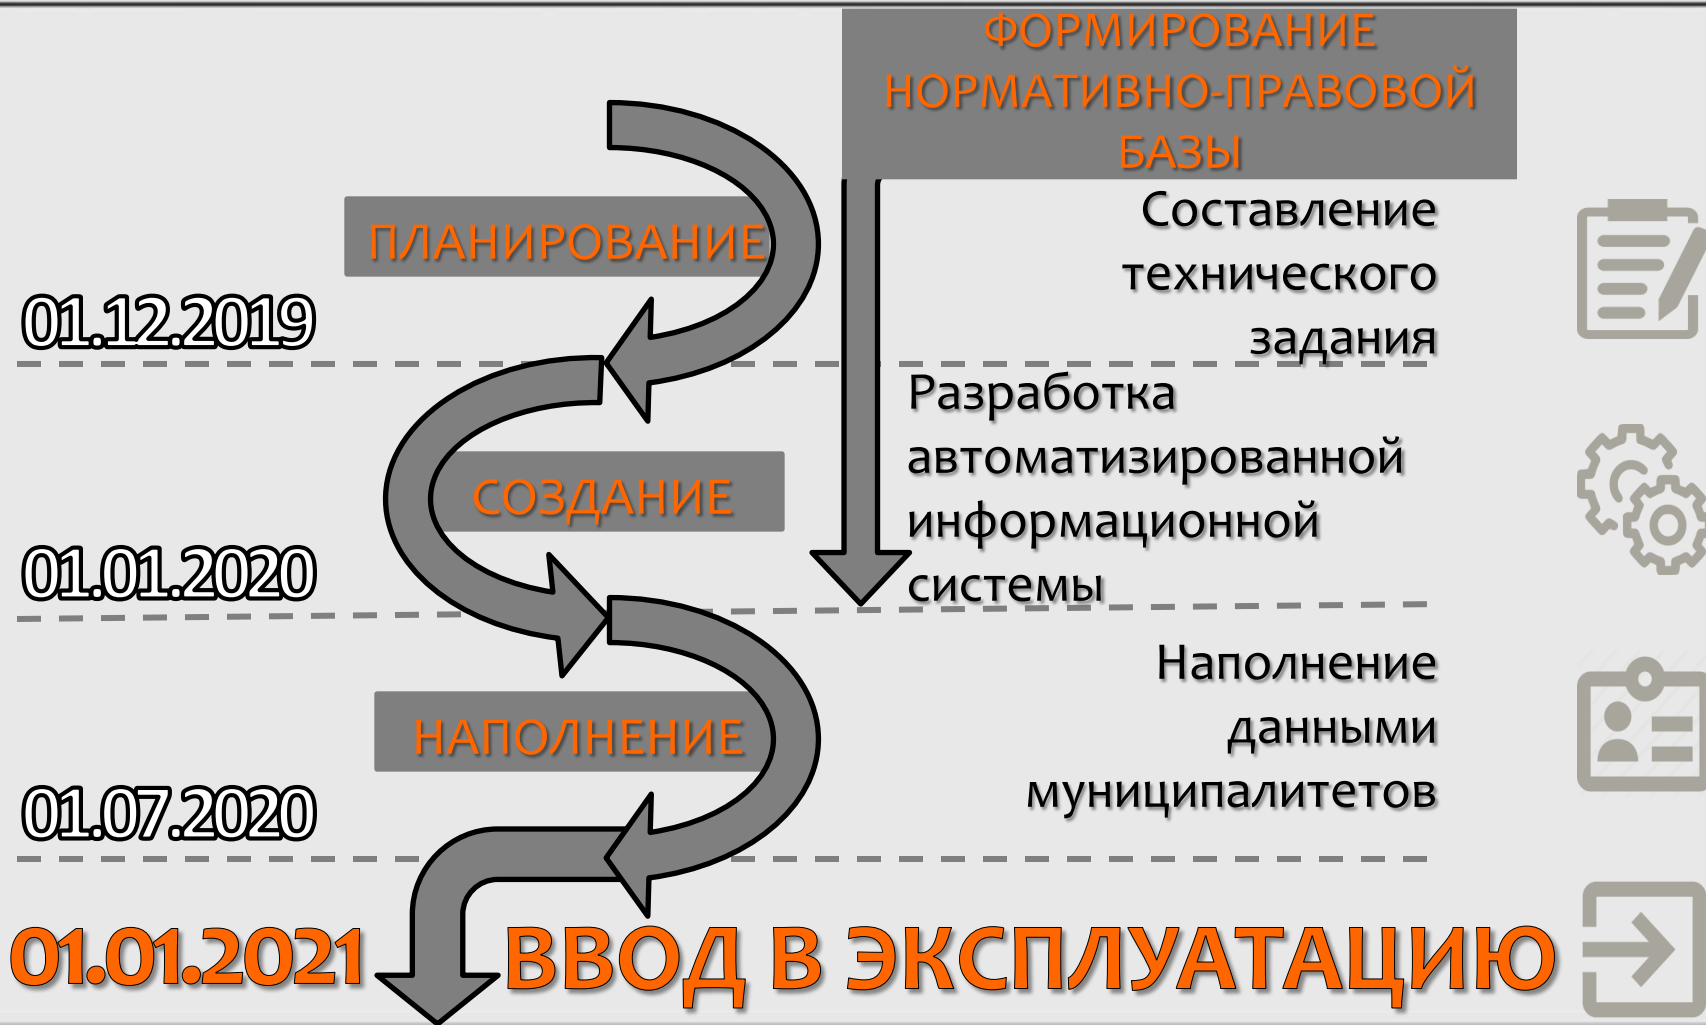 ФОРМИРОВАНИЕ
НОРМАТИВНО-ПРАВОВОЙ
БАЗЫ
ПЛАНИРОВАНИЕ
Составление
технического
задания
01.12.2019
Разработка
автоматизированной
информационной
системы
СОЗДАНИЕ
01.01.2020
Наполнение
данными
муниципалитетов
НАПОЛНЕНИЕ
01.07.2020
01.01.2021 ВВОД В ЭКСПЛУАТАЦИЮ